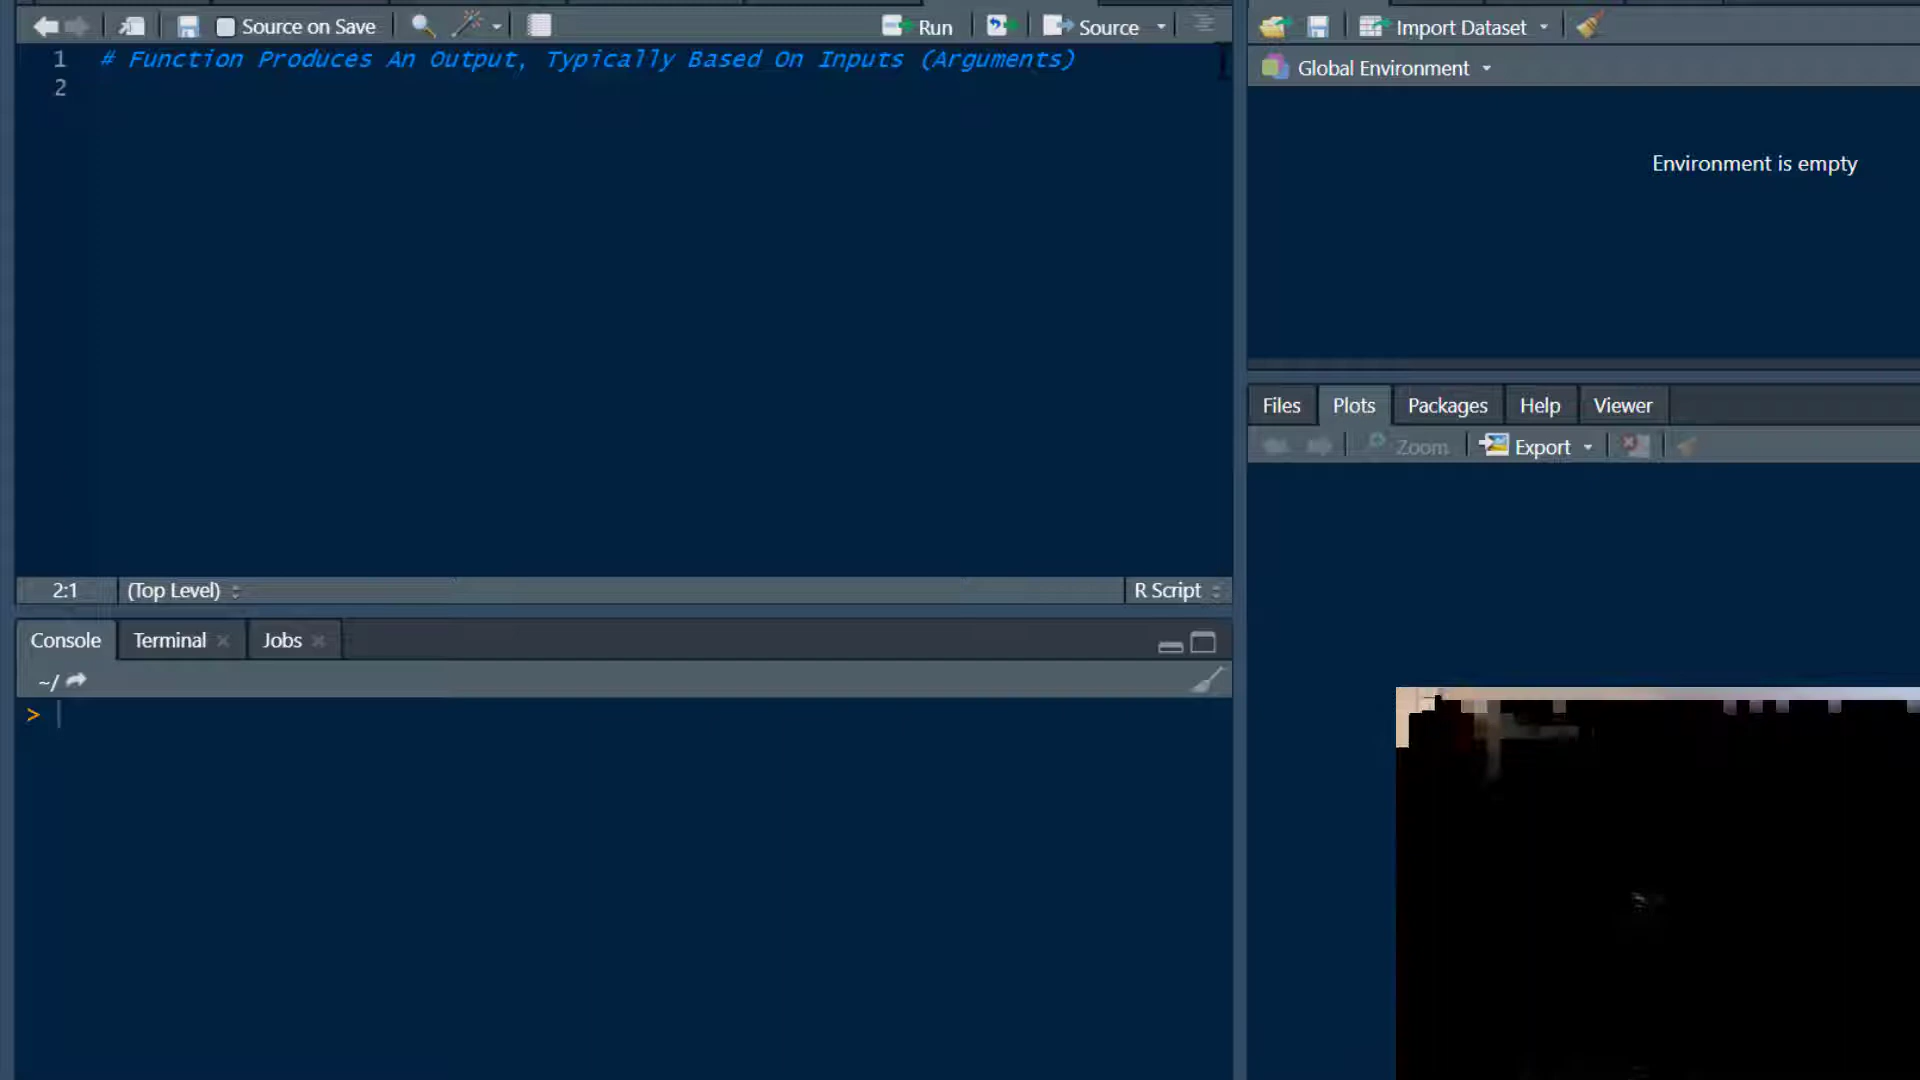 Source on Save
Run
Source
1 # Function Produces An Output, Typically Based On Inputs (Arguments)
2
2:1
(Top Level)
R Script
Console
Terminal
Jobs
~/
>
Import Dataset
Global Environment
Environment is empty
Files
Plots
Packages
Help
Viewer
Zoom
Export